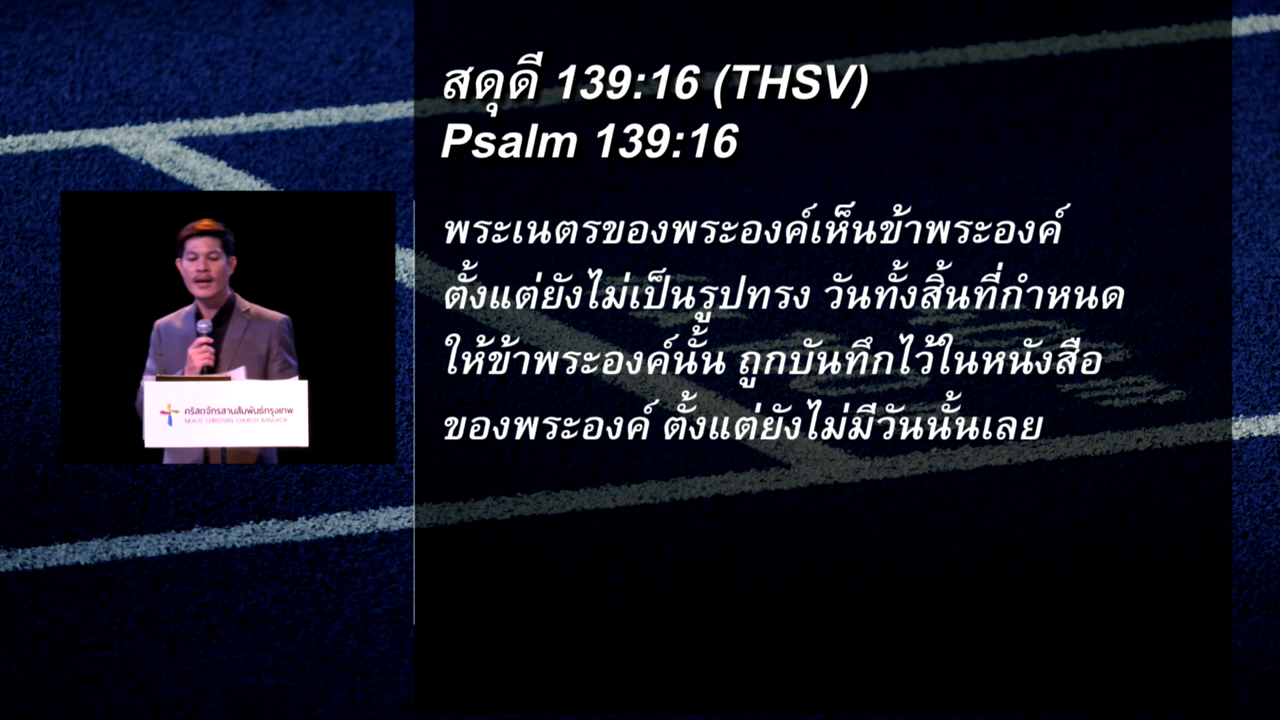 สดุดี 139:16 (THSV)
Psalm 139:16
พระเนตรของพระองค์เห็นข้าพระองค์
ตั้งแต่ยังไม่เป็นรูปทรง วันทั้งสิ้นที่กำหนด
ให้ข้าพระองค์นั้น ถูกบันทึกไว้ในหนังสือ
ของพระองค์ ตั้งแต่ยังไม่มีวันนั้นเลย
คริสตจักรสานสัมพันธ์กรุงเทพ
NEXUS CHRISTIAN CHURCH BANGKOK